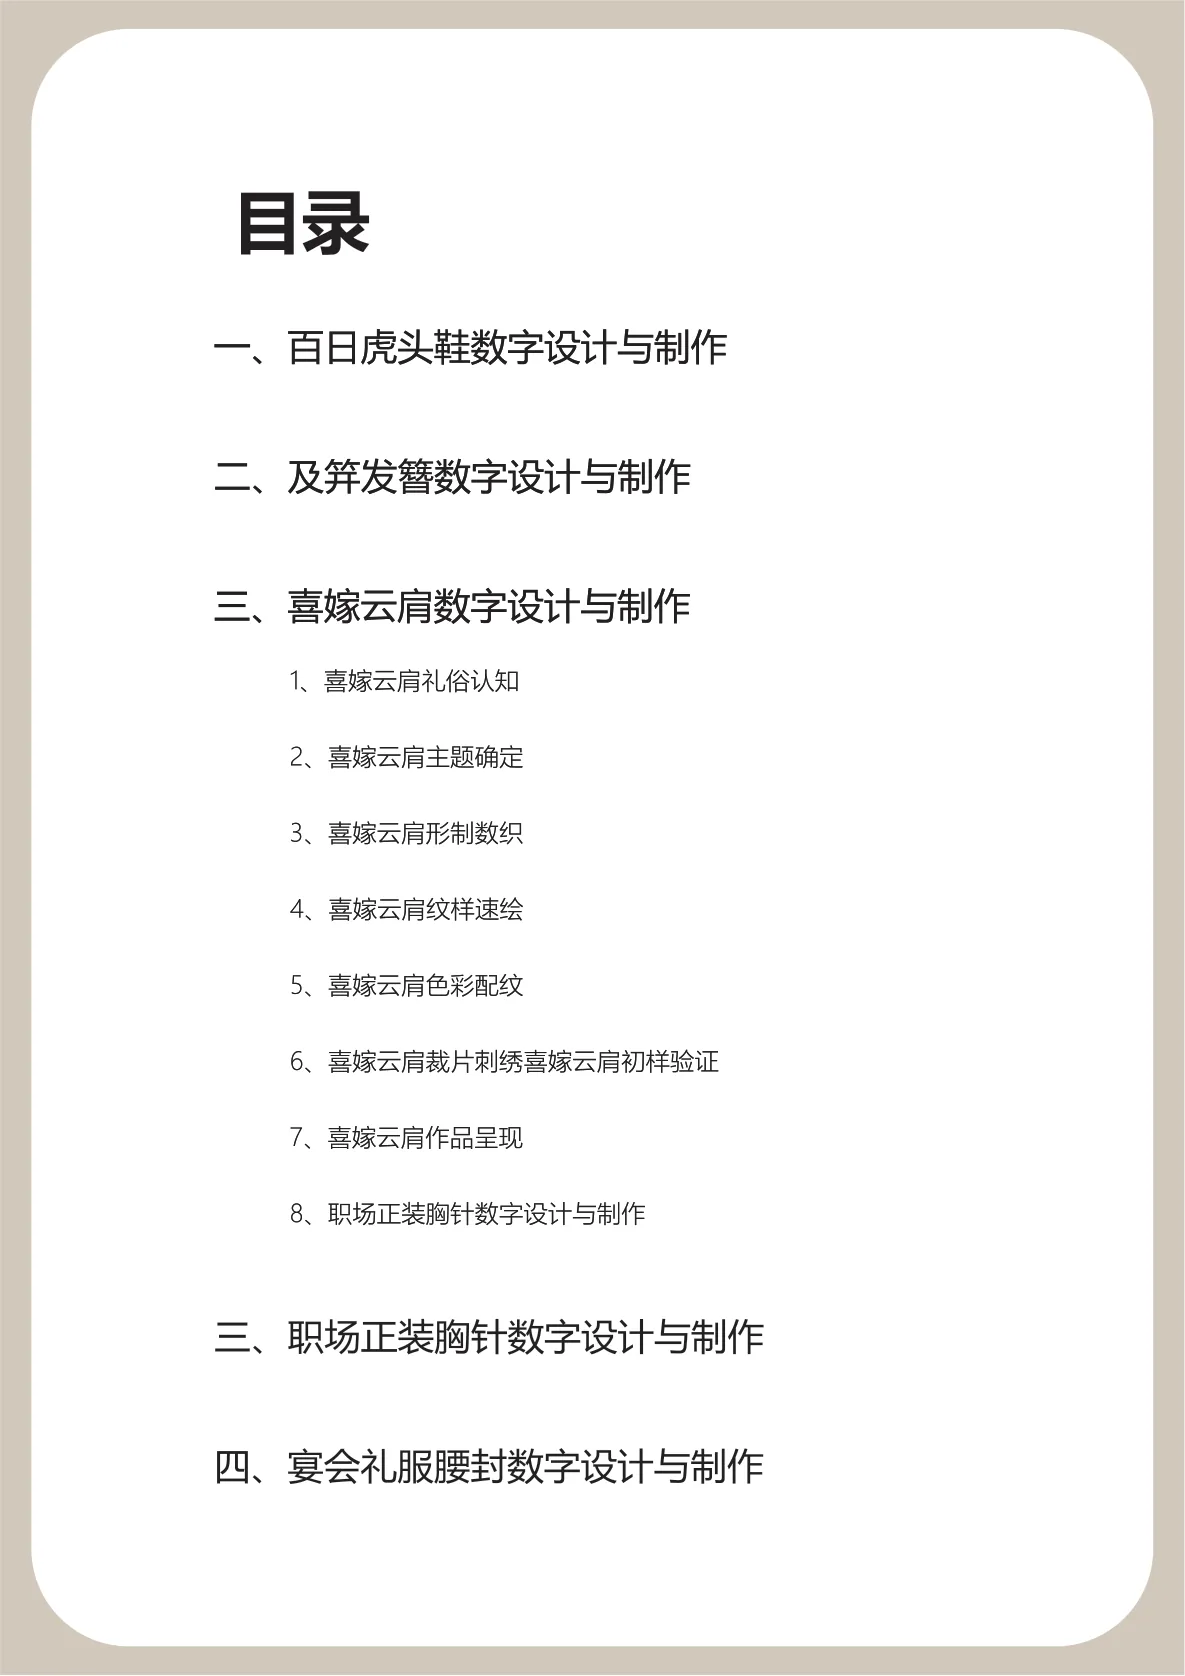 目录
一、百日虎头鞋数字设计与制作
二、及笄发簪数字设计与制作
三、喜嫁云肩数字设计与制作
1、喜嫁云肩礼俗认知
2、喜嫁云肩主题确定
3、喜嫁云肩形制数织
4、喜嫁云肩纹样速绘
5、喜嫁云肩色彩配纹
6、喜嫁云肩裁片刺绣喜嫁云肩初样验证
7、喜嫁云肩作品呈现
8、职场正装胸针数字设计与制作
三、职场正装胸针数字设计与制作
四、宴会礼服腰封数字设计与制作